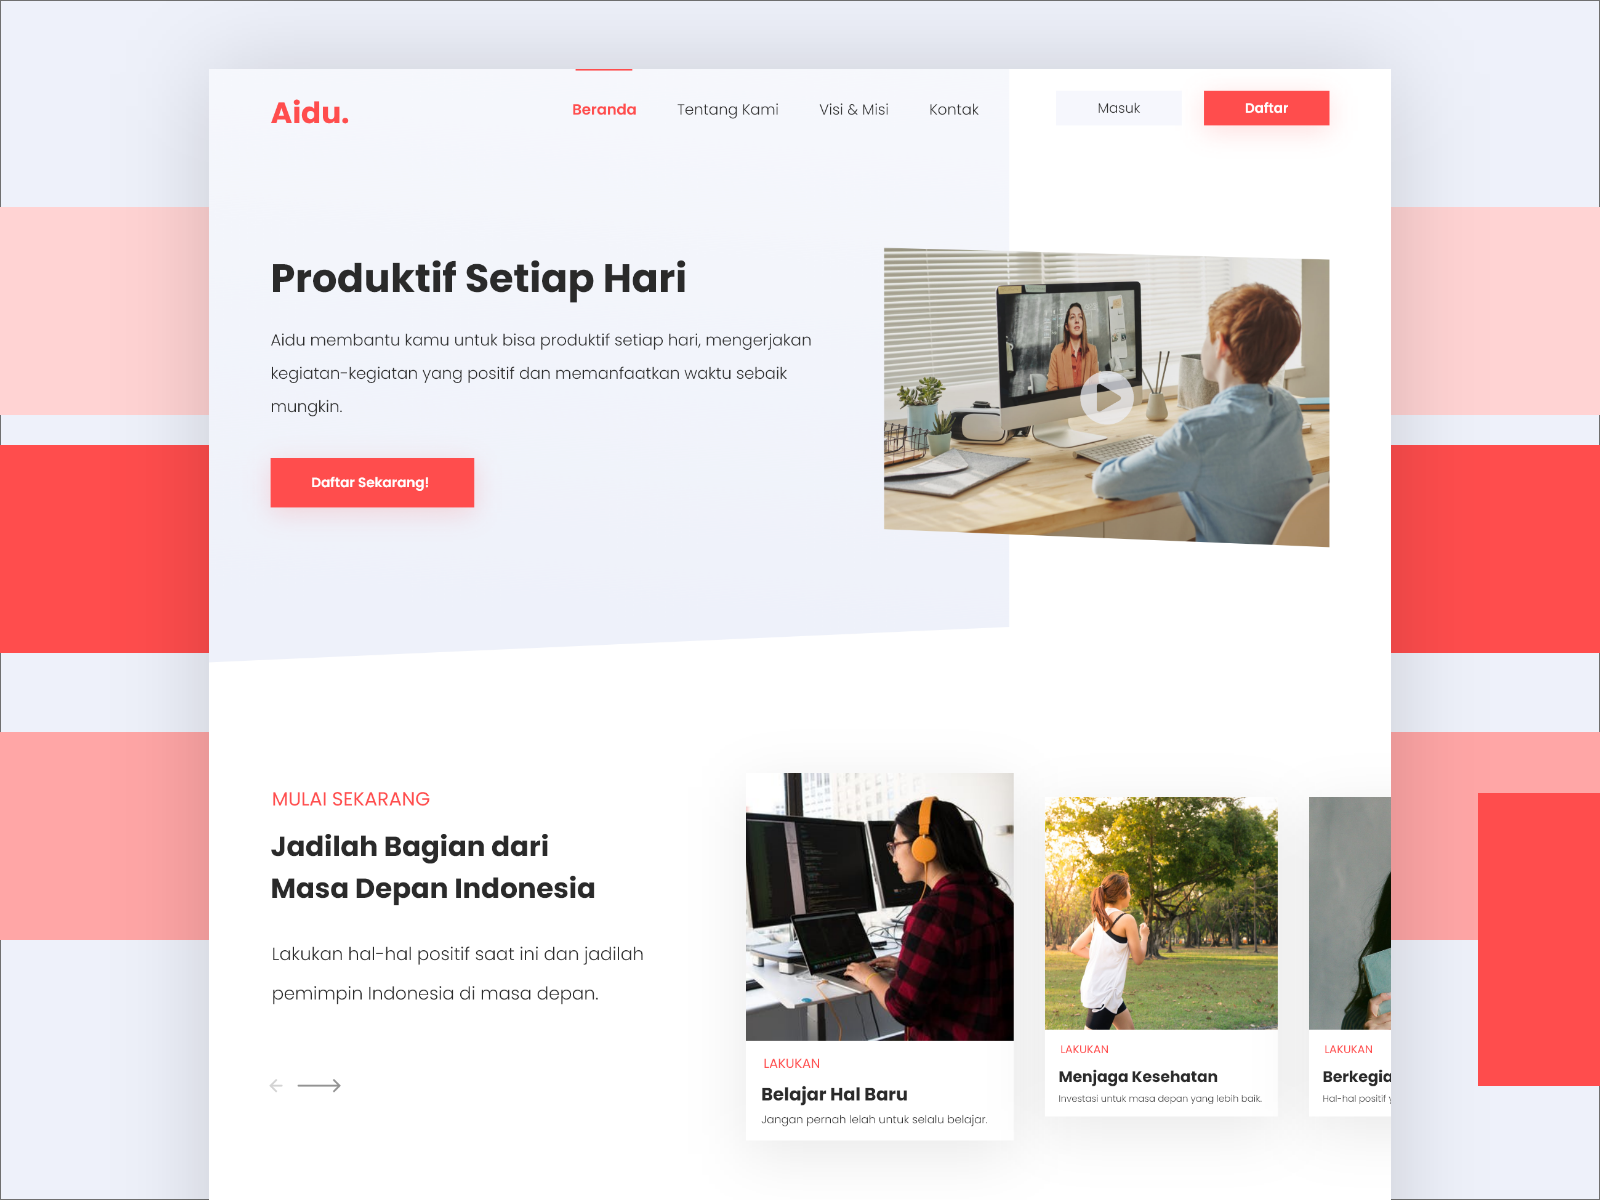 Aidu.
Beranda
Tentang Kami
Visi & Misi
Kontak
Masuk
Daftar
Produktif Setiap Hari
Aidu membantu kamu untuk bisa produktif setiap hari, mengerjakan
kegiatan-kegiatan yang positif dan memanfaatkan waktu sebaik
mungkin.
Daftar Sekarang!
MULAI SEKARANG
Jadilah Bagian dari
Masa Depan Indonesia
Lakukan hal-hal positif saat ini dan jadilah
pemimpin Indonesia di masa depan.
LAKUKAN
Belajar Hal Baru
Jangan pernah lelah untuk selalu belajar.
LAKUKAN
Menjaga Kesehatan
Investasi untuk masa depan yang lebih baik.
LAKUKAN
Berkegia
Hal-hal positif